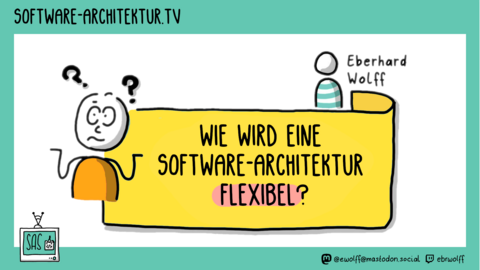 SOFTWARE-ARCHITEKTUR.TV
? ?
Eberhard
Wolff
WIE WIRD EINE
SOFTWARE-ARCHITEKTUR
FLEXIBEL?
SAS
@ewolff@mastodon.social ebrwolff